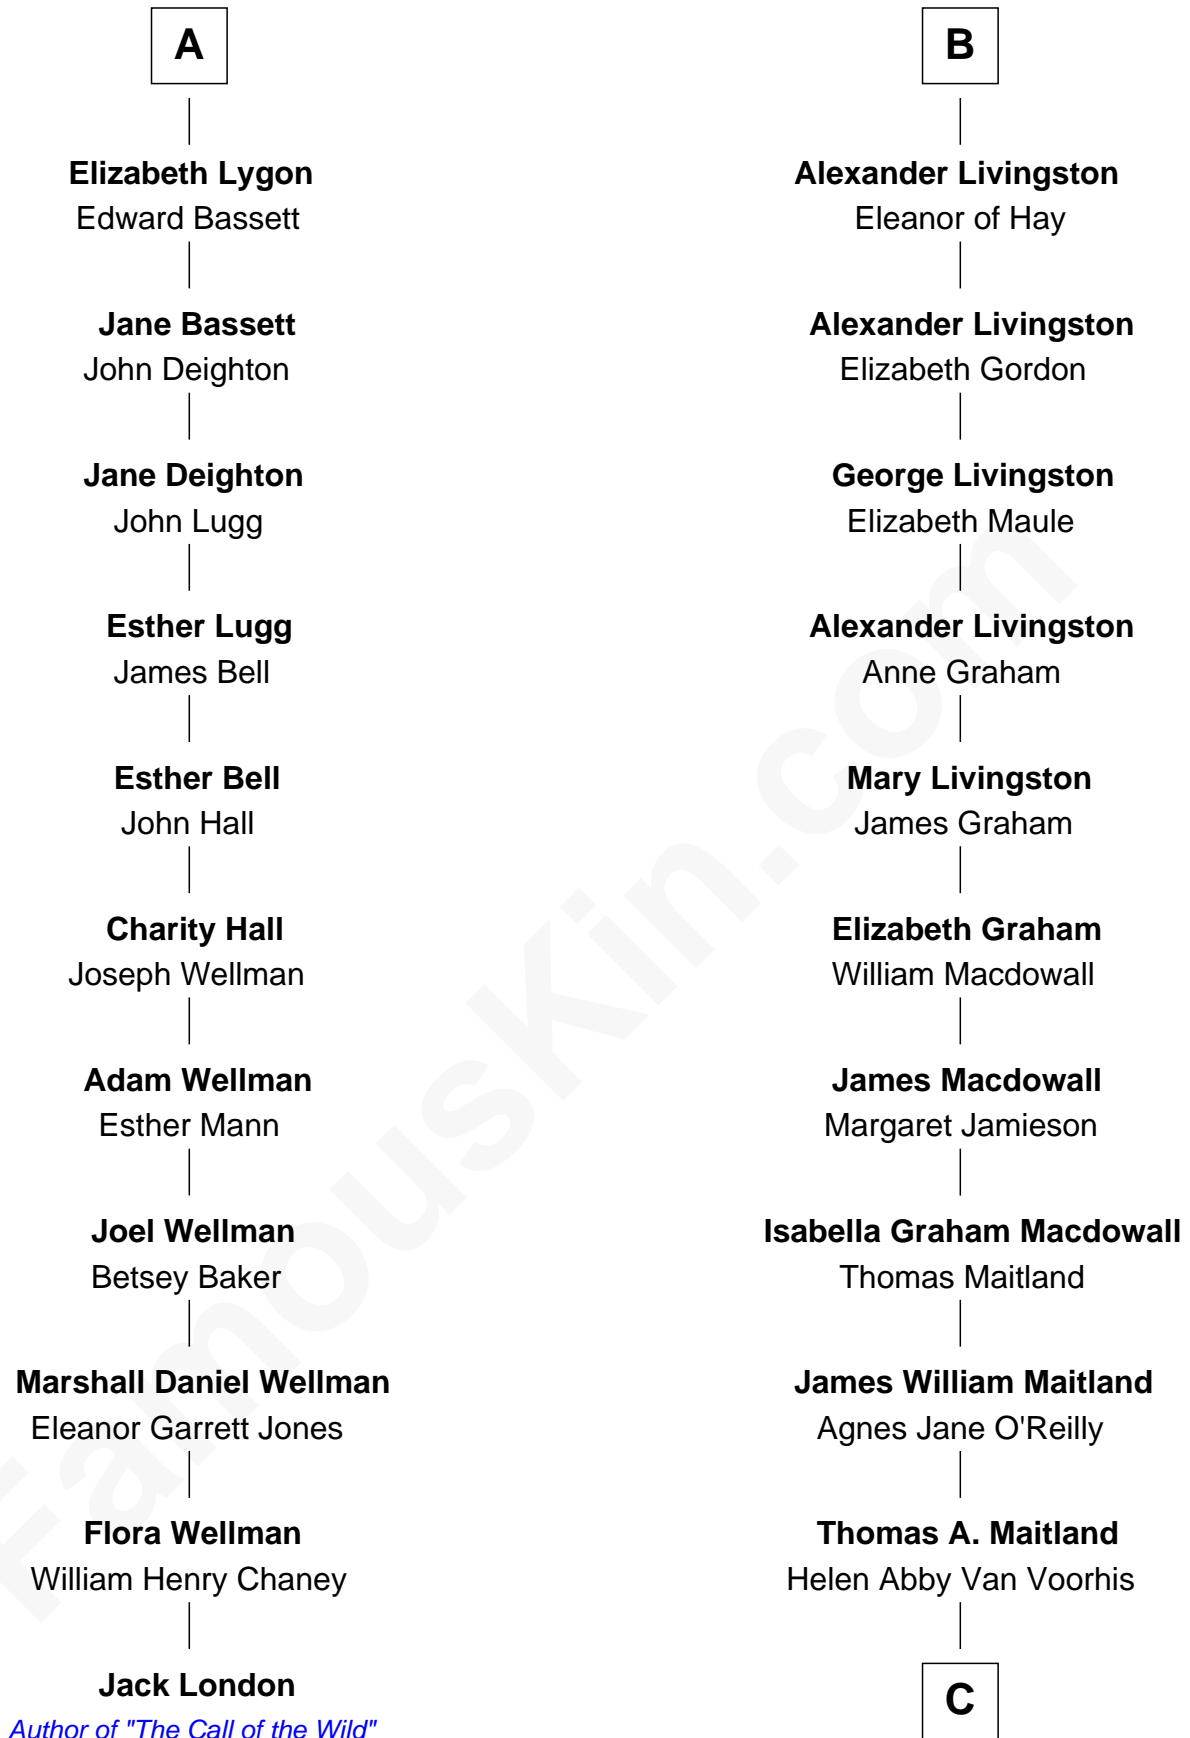 A
Elizabeth Lygon
Edward Bassett
Jane Bassett
John Deighton
Jane Deighton
John Lugg
Esther Lugg
James Bell
Esther Bell
John Hall
Charity Hall
Joseph Wellman
Adam Wellman
Esther Mann
Joel Wellman
Betsey Baker
Marshall Daniel Wellman
Eleanor Garrett Jones
Flora Wellman
William Henry Chaney
Jack London
Author of "The Call of the Wild"
B
Alexander Livingston
Eleanor of Hay
Alexander Livingston
Elizabeth Gordon
George Livingston
Elizabeth Maule
Alexander Livingston
Anne Graham
Mary Livingston
James Graham
Elizabeth Graham
William Macdowall
James Macdowall
Margaret Jamieson
Isabella Graham Macdowall
Thomas Maitland
James William Maitland
Agnes Jane O'Reilly
Thomas A. Maitland
Helen Abby Van Voorhis
C
FamousKin.com